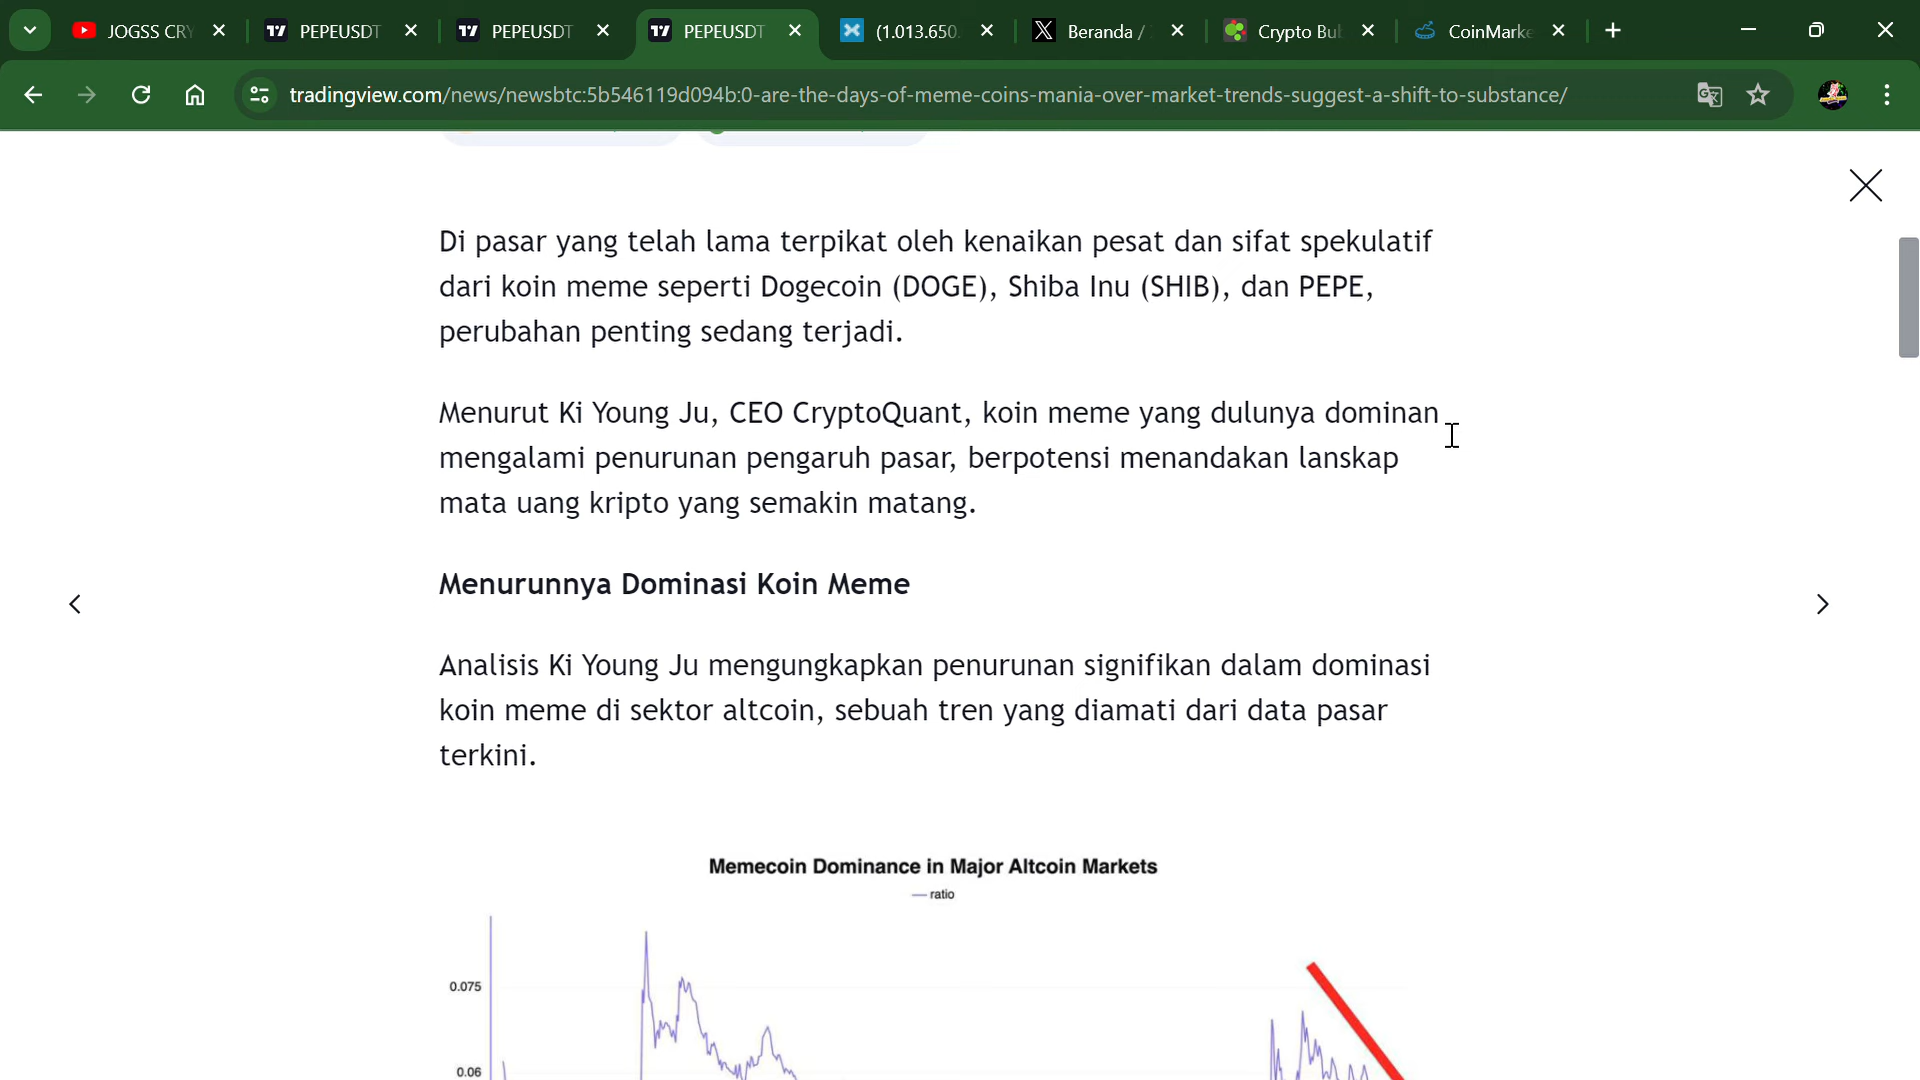 JOGSS CRY
PEPEUSDT
PEPEUSDT
PEPEUSDT
(1.013.650
Beranda /
Crypto Bu
CoinMarke
tradingview.com/news/newsbtc:5b546119d094b:0-are-the-days-of-meme-coins-mania-over-market-trends-suggest-a-shift-to-substance/
Di pasar yang telah lama terpikat oleh kenaikan pesat dan sifat spekulatif
dari koin meme seperti Dogecoin (DOGE), Shiba Inu (SHIB), dan PEPE,
perubahan penting sedang terjadi.
Menurut Ki Young Ju, CEO CryptoQuant, koin meme yang dulunya dominan
mengalami penurunan pengaruh pasar, berpotensi menandakan lanskap
mata uang kripto yang semakin matang.
Menurunnya Dominasi Koin Meme
Analisis Ki Young Ju mengungkapkan penurunan signifikan dalam dominasi
koin meme di sektor altcoin, sebuah tren yang diamati dari data pasar
terkini.
Memecoin Dominance in Major Altcoin Markets
ratio
0.075
0.06